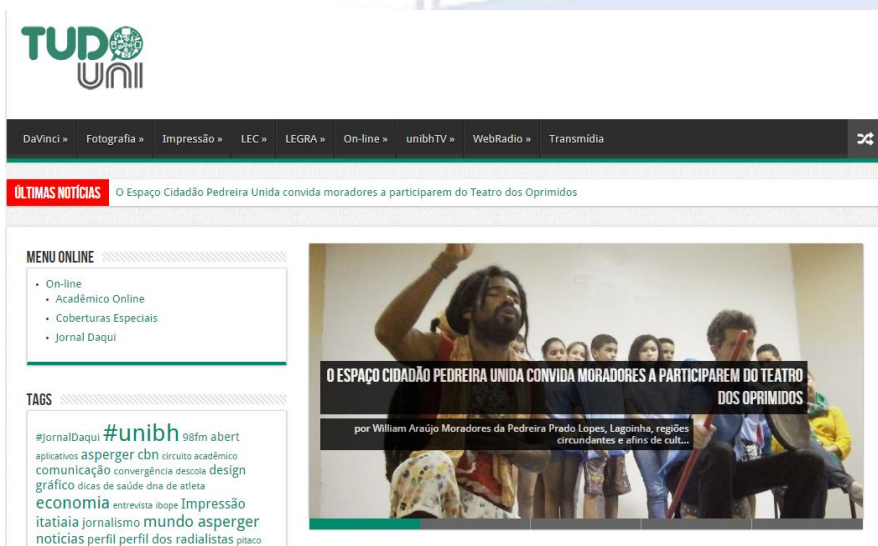 TUDO
UNI
DaVinci » Fotografia » Impressão » LEC » LEGRA » On-line » unibhTV » WebRadio » Transmídia
ÚLTIMAS NOTÍCIAS O Espaço Cidadão Pedreira Unida convida moradores a participarem do Teatro dos Oprimidos
MENU ONLINE
• On-line
• Acadêmico Online
• Coberturas Especiais
• Jornal Daqui
TAGS
#JornalDaqui #unibh 98fm abert
aplicativos asperger cbn circuito acadêmico
comunicação convergência descola design
gráfico dicas de saúde dna de atleta
economia entrevista ibope Impressão
itatiaia jornalismo mundo asperger
noticias perfil perfil dos radialistas pitaco
O ESPAÇO CIDADÃO PEDREIRA UNIDA CONVIDA MORADORES A PARTICIPAREM DO TEATRO
DOS OPRIMIDOS
por William Araújo Moradores da Pedreira Prado Lopes, Lagoinha, regiões
circundantes e afins de cult...